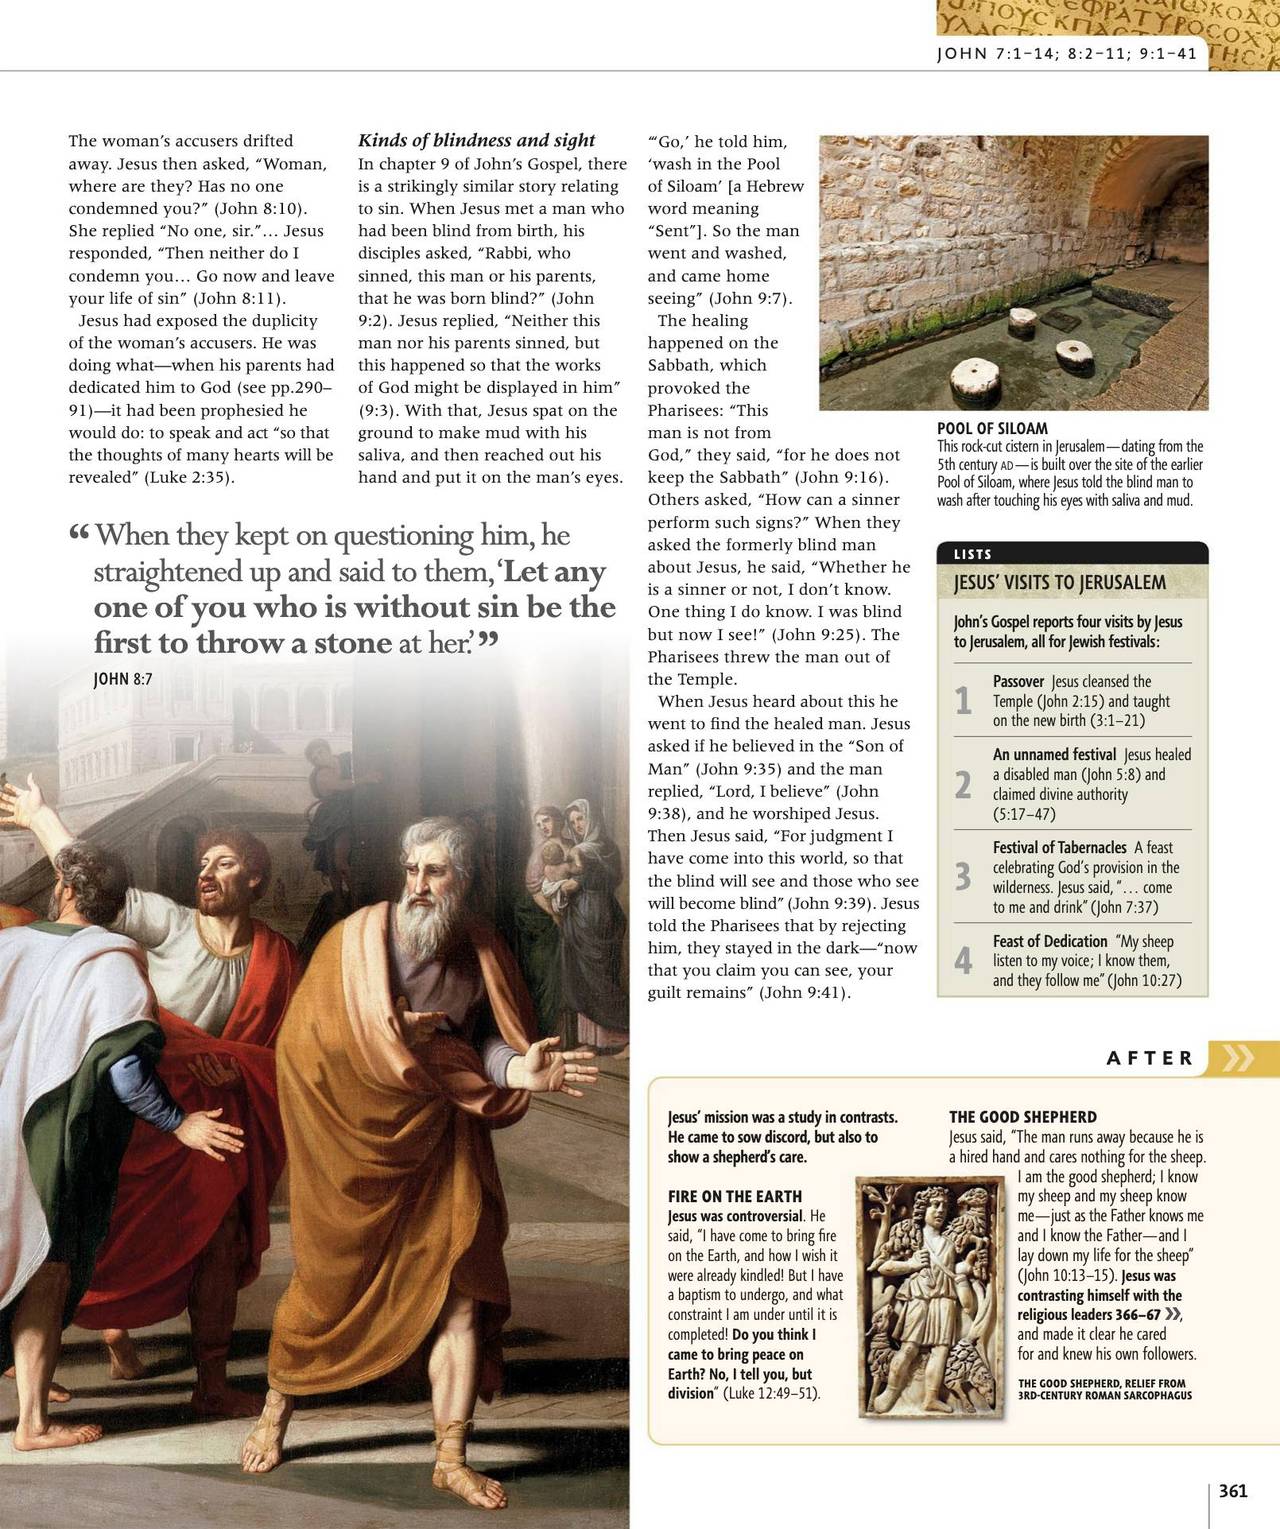 JOHN 7:1–14; 8:2–11; 9:1–41
The woman’s accusers drifted
away. Jesus then asked, “Woman,
where are they? Has no one
condemned you?” (John 8:10).
She replied “No one, sir.”… Jesus
responded, “Then neither do I
condemn you… Go now and leave
your life of sin” (John 8:11).
Jesus had exposed the duplicity
of the woman’s accusers. He was
doing what—when his parents had
dedicated him to God (see pp.290–
91)—it had been prophesied he
would do: to speak and act “so that
the thoughts of many hearts will be
revealed” (Luke 2:35).
Kinds of blindness and sight
In chapter 9 of John’s Gospel, there
is a strikingly similar story relating
to sin. When Jesus met a man who
had been blind from birth, his
disciples asked, “Rabbi, who
sinned, this man or his parents,
that he was born blind?” (John
9:2). Jesus replied, “Neither this
man nor his parents sinned, but
this happened so that the works
of God might be displayed in him”
(9:3). With that, Jesus spat on the
ground to make mud with his
saliva, and then reached out his
hand and put it on the man’s eyes.
“‘Go,’ he told him,
‘wash in the Pool
of Siloam’ [a Hebrew
word meaning
“Sent”]. So the man
went and washed,
and came home
seeing” (John 9:7).
The healing
happened on the
Sabbath, which
provoked the
Pharisees: “This
man is not from
God,” they said, “for he does not
keep the Sabbath” (John 9:16).
Others asked, “How can a sinner
perform such signs?” When they
asked the formerly blind man
about Jesus, he said, “Whether he
is a sinner or not, I don’t know.
One thing I do know. I was blind
but now I see!” (John 9:25). The
Pharisees threw the man out of
the Temple.
When Jesus heard about this he
went to find the healed man. Jesus
asked if he believed in the “Son of
Man” (John 9:35) and the man
replied, “Lord, I believe” (John
9:38), and he worshiped Jesus.
Then Jesus said, “For judgment I
have come into this world, so that
the blind will see and those who see
will become blind” (John 9:39). Jesus
told the Pharisees that by rejecting
him, they stayed in the dark—“now
that you claim you can see, your
guilt remains” (John 9:41).
“When they kept on questioning him, he
straightened up and said to them, ‘Let any
one of you who is without sin be the
first to throw a stone at her.’”
JOHN 8:7
POOL OF SILOAM
This rock-cut cistern in Jerusalem—dating from the
5th century AD—is built over the site of the earlier
Pool of Siloam, where Jesus told the blind man to
wash after touching his eyes with saliva and mud.
LISTS
JESUS’ VISITS TO JERUSALEM
John’s Gospel reports four visits by Jesus
to Jerusalem, all for Jewish festivals:
1
Passover Jesus cleansed the
Temple (John 2:15) and taught
on the new birth (3:1–21)
2
An unnamed festival Jesus healed
a disabled man (John 5:8) and
claimed divine authority
(5:17–47)
3
Festival of Tabernacles A feast
celebrating God’s provision in the
wilderness. Jesus said, “… come
to me and drink” (John 7:37)
4
Feast of Dedication “My sheep
listen to my voice; I know them,
and they follow me” (John 10:27)
AFTER »
Jesus’ mission was a study in contrasts.
He came to sow discord, but also to
show a shepherd’s care.
FIRE ON THE EARTH
Jesus was controversial. He
said, “I have come to bring fire
on the Earth, and how I wish it
were already kindled! But I have
a baptism to undergo, and what
constraint I am under until it is
completed! Do you think I
came to bring peace on
Earth? No, I tell you, but
division” (Luke 12:49–51).
THE GOOD SHEPHERD
Jesus said, “The man runs away because he is
a hired hand and cares nothing for the sheep.
I am the good shepherd; I know
my sheep and my sheep know
me—just as the Father knows me
and I know the Father—and I
lay down my life for the sheep”
(John 10:13–15). Jesus was
contrasting himself with the
religious leaders 366–67 »,
and made it clear he cared
for and knew his own followers.
THE GOOD SHEPHERD, RELIEF FROM
3RD-CENTURY ROMAN SARCOPHAGUS
361